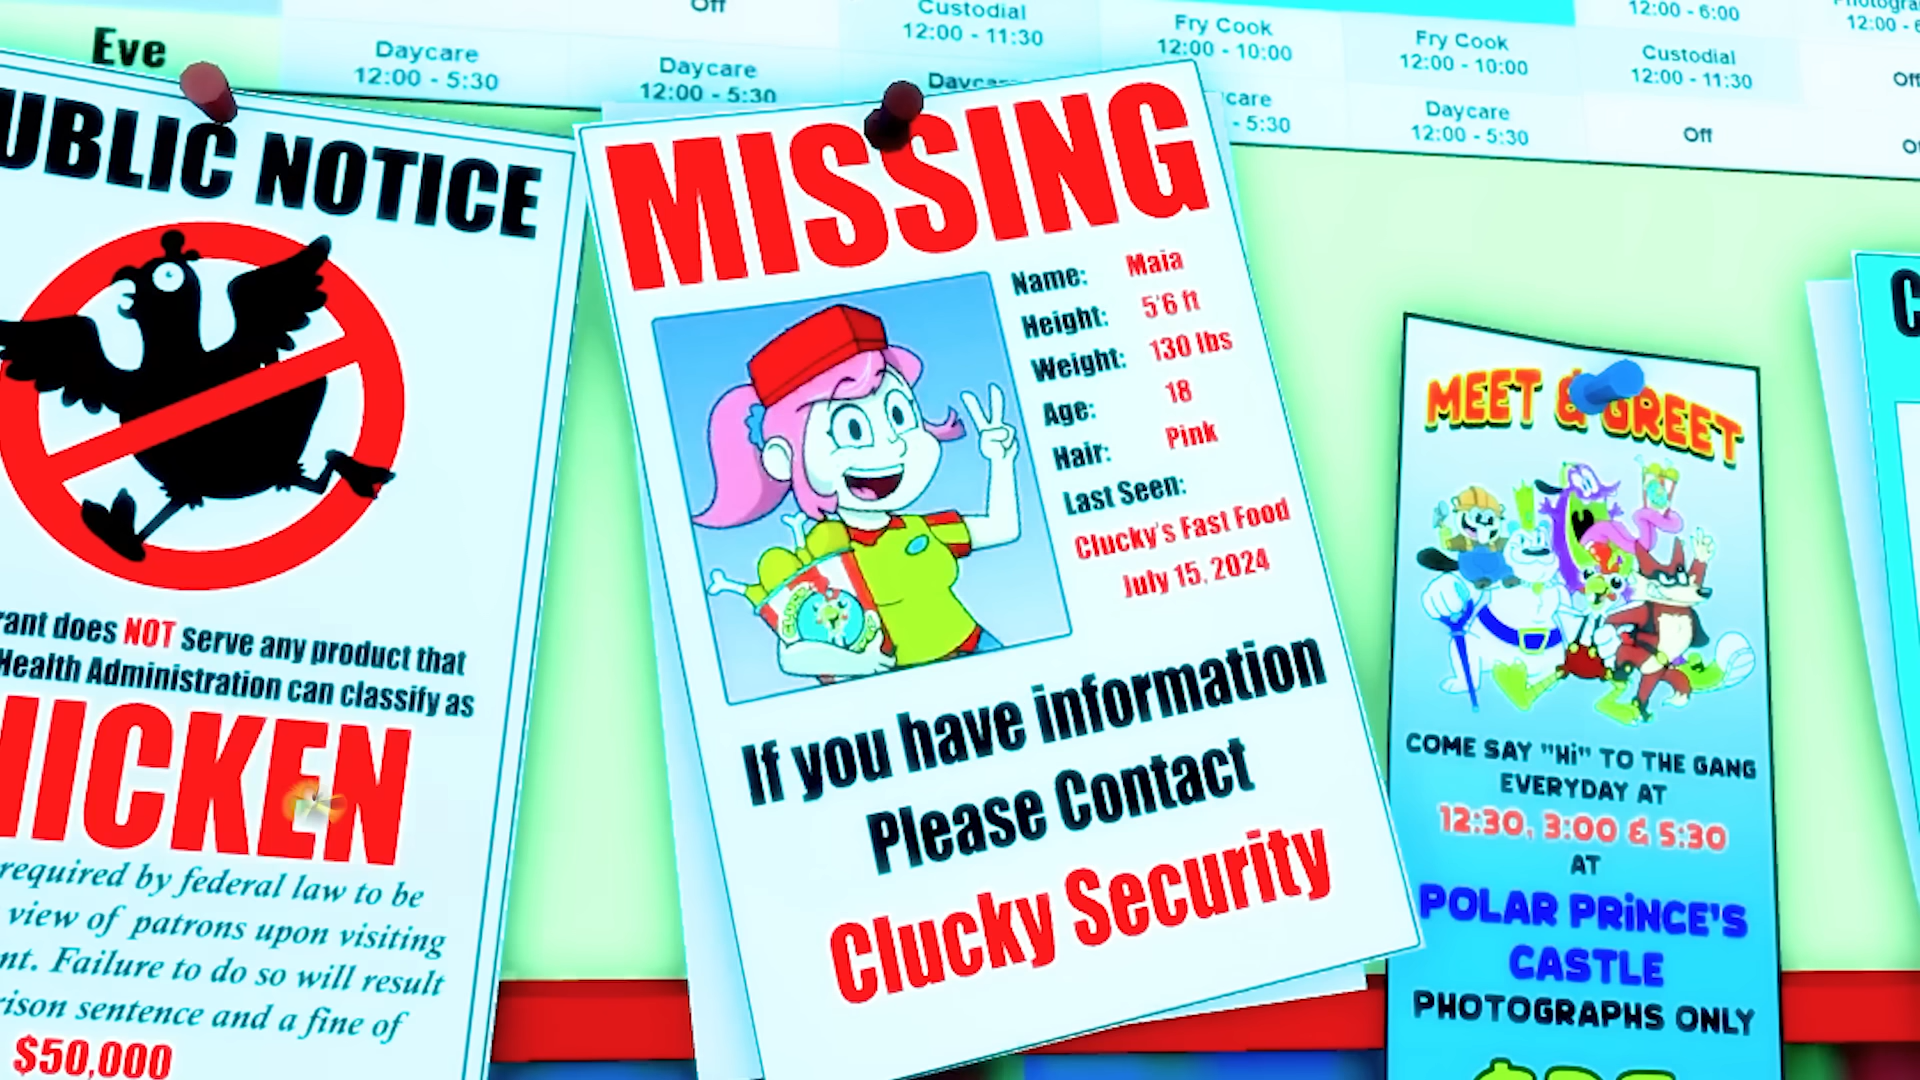 Off
Custodial
12:00 - 11:30
Fry Cook
12:00 - 10:00
Fry Cook
12:00 - 10:00
12:00 - 6:00
Custodial
12:00 - 11:30
Off
Eve
Daycare
12:00 - 5:30
Daycare
12:00 - 5:30
Daycare
12:00 - 5:30
Off
UBLIC NOTICE
does NOT serve any product that
Health Administration can classify as
HICKEN
required by federal law to be
view of patrons upon visiting
nt. Failure to do so will result
sentence and a fine of
$50,000
MISSING
Name: Maia
Height: 5'6 ft
Weight: 130 lbs
Age: 18
Hair: Pink
Last Seen:
Clucky's Fast Food
July 15, 2024
If you have information
Please Contact
Clucky Security
MEET & GREET
COME SAY "Hi" TO THE GANG
EVERYDAY AT
12:30, 3:00 & 5:30
AT
POLAR PRiNCE'S
CASTLE
PHOTOGRAPHS ONLY